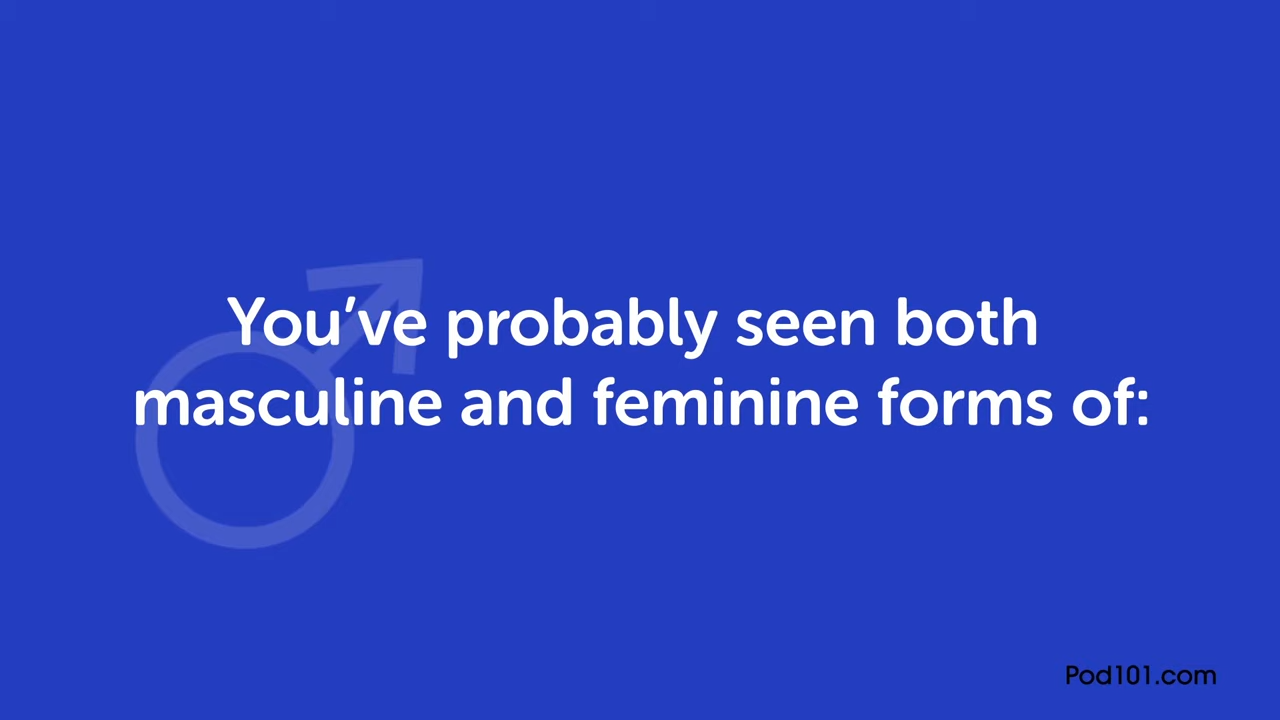 You’ve probably seen both
masculine and feminine forms of:
Pod101.com